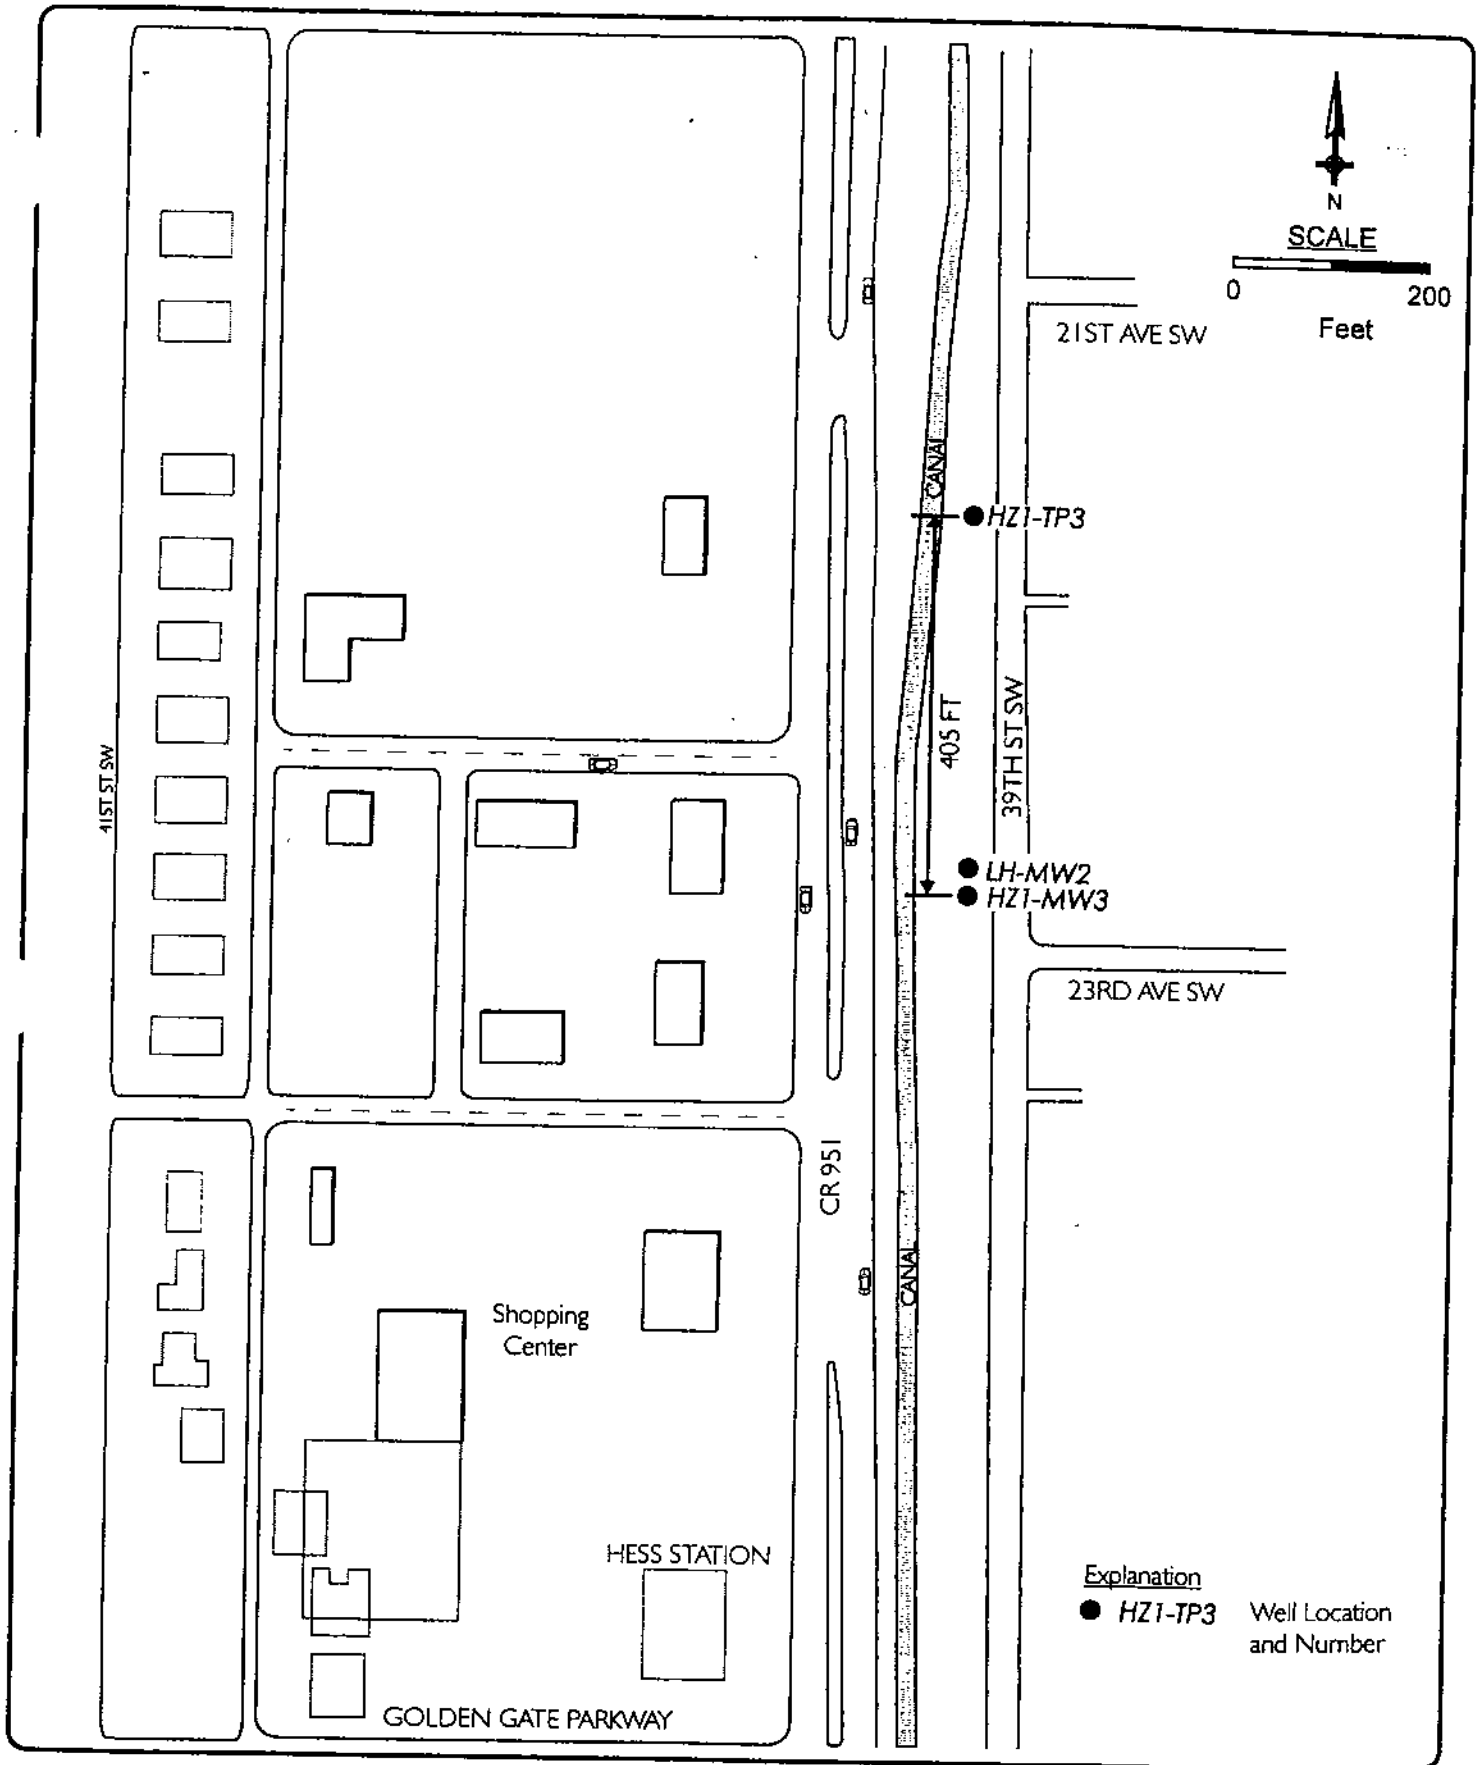 N
SCALE
0 200
Feet
21ST AVE SW
CANAL
HZ1-TP3
405 FT
39TH ST SW
41ST ST SW
LH-MW2
HZ1-MW3
23RD AVE SW
CR 951
CANAL
Shopping
Center
HESS STATION
Explanation
HZ1-TP3 Well Location
and Number
GOLDEN GATE PARKWAY